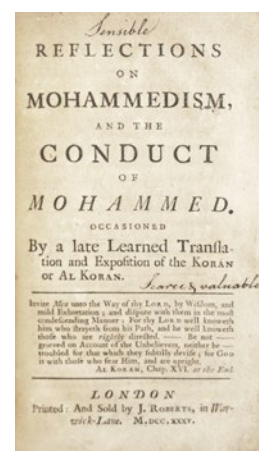 Sensible
REFLECTIONS
ON
MOHAMMEDISM,
AND THE
CONDUCT
OF
MOHAMMED.
OCCASIONED
By a late Learned Tranſla-
tion and Expoſition of the KORAN
or AL KORAN.
Scarce & valuable
Invite Men unto the Way of thy LORD, by Wiſdom, and
mild Exhortation; and diſpute with them in the moſt
condeſcending Manner: For thy LORD well knoweth
him who ſtrayeth from his Path, and he well knoweth
thoſe who are rightly directed. —— Be not
grieved on Account of the Unbelievers, neither be
troubled for that which they ſubtilly deviſe; for GOD
is with thoſe who fear Him, and are upright.
AL KORAN, Chap. XVI. at the End.
LONDON
Printed: And Sold by J. ROBERTS, in War-
wick-Lane. M,DCC,XXXV.